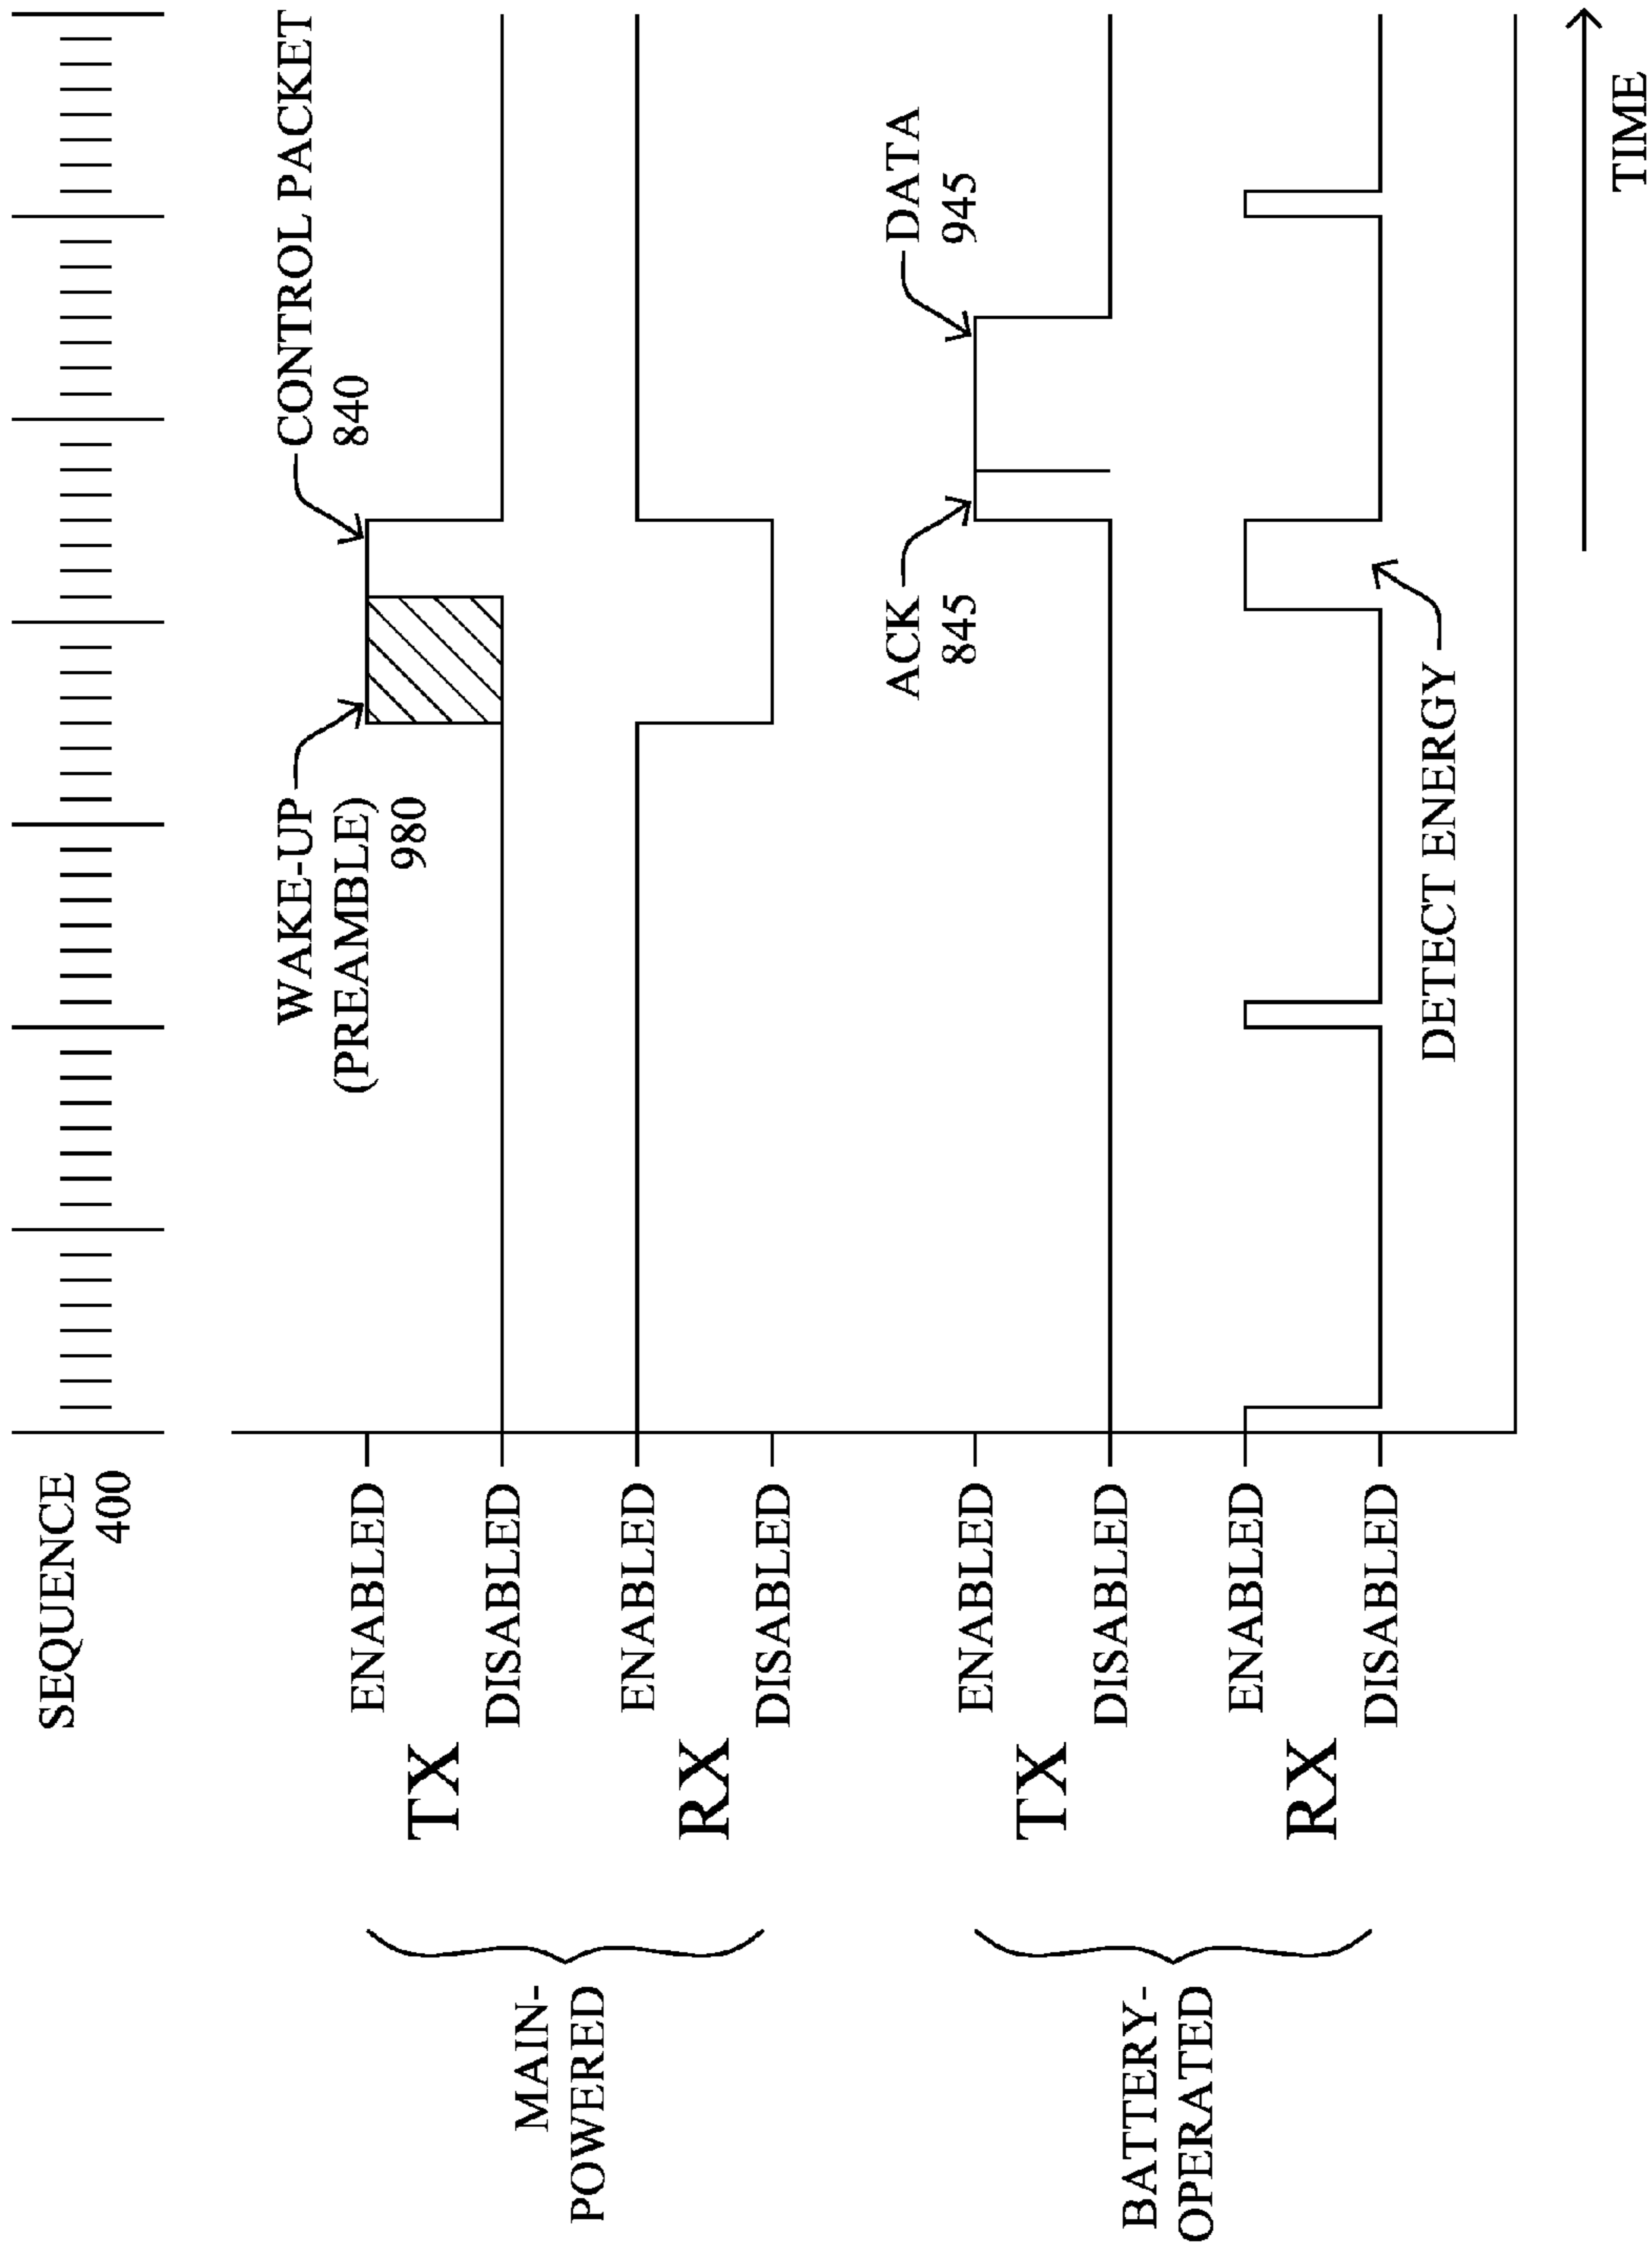 SEQUENCE
400
MAIN-
POWERED
TX
ENABLED
DISABLED
RX
ENABLED
DISABLED
WAKE-UP
(PREAMBLE)
980
CONTROL PACKET
840
BATTERY-
OPERATED
TX
ENABLED
DISABLED
RX
ENABLED
DISABLED
ACK
845
DATA
945
DETECT ENERGY
TIME